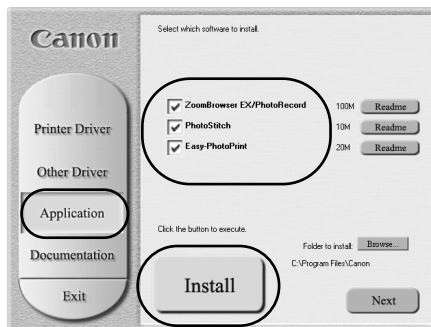 Canon
Select which software to install.
ZoomBrowser EX/PhotoRecord 100M Readme
PhotoStitch 10M Readme
Easy-PhotoPrint 20M Readme
Printer Driver
Other Driver
Application
Documentation
Exit
Click the button to execute.
Install
Folder to install: Browse...
C:\Program Files\Canon
Next